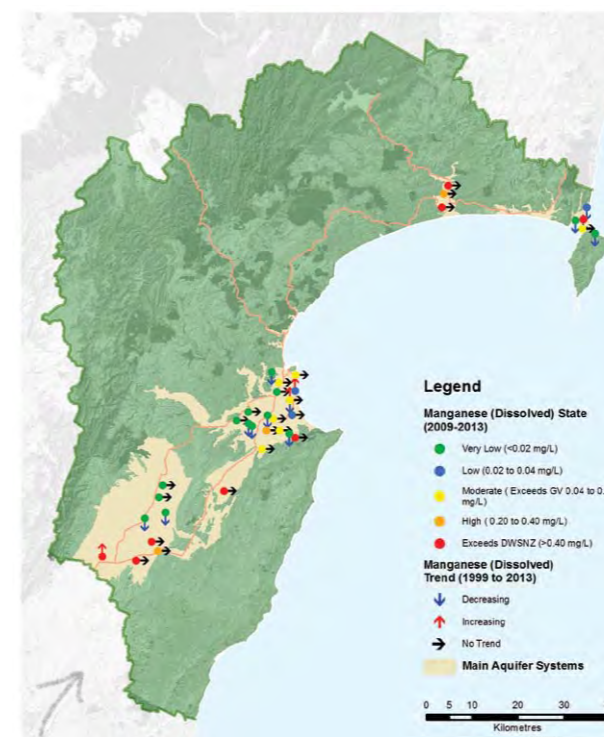 Legend
Manganese (Dissolved) State
(2009-2013)
Very Low (<0.02 mg/L)
Low (0.02 to 0.04 mg/L)
Moderate ( Exceeds GV 0.04 to 0.
mg/L)
High ( 0.20 to 0.40 mg/L)
Exceeds DWSNZ (>0.40 mg/L)
Manganese (Dissolved)
Trend (1999 to 2013)
Decreasing
Increasing
No Trend
Main Aquifer Systems
0 5 10 20 30
Kilometres